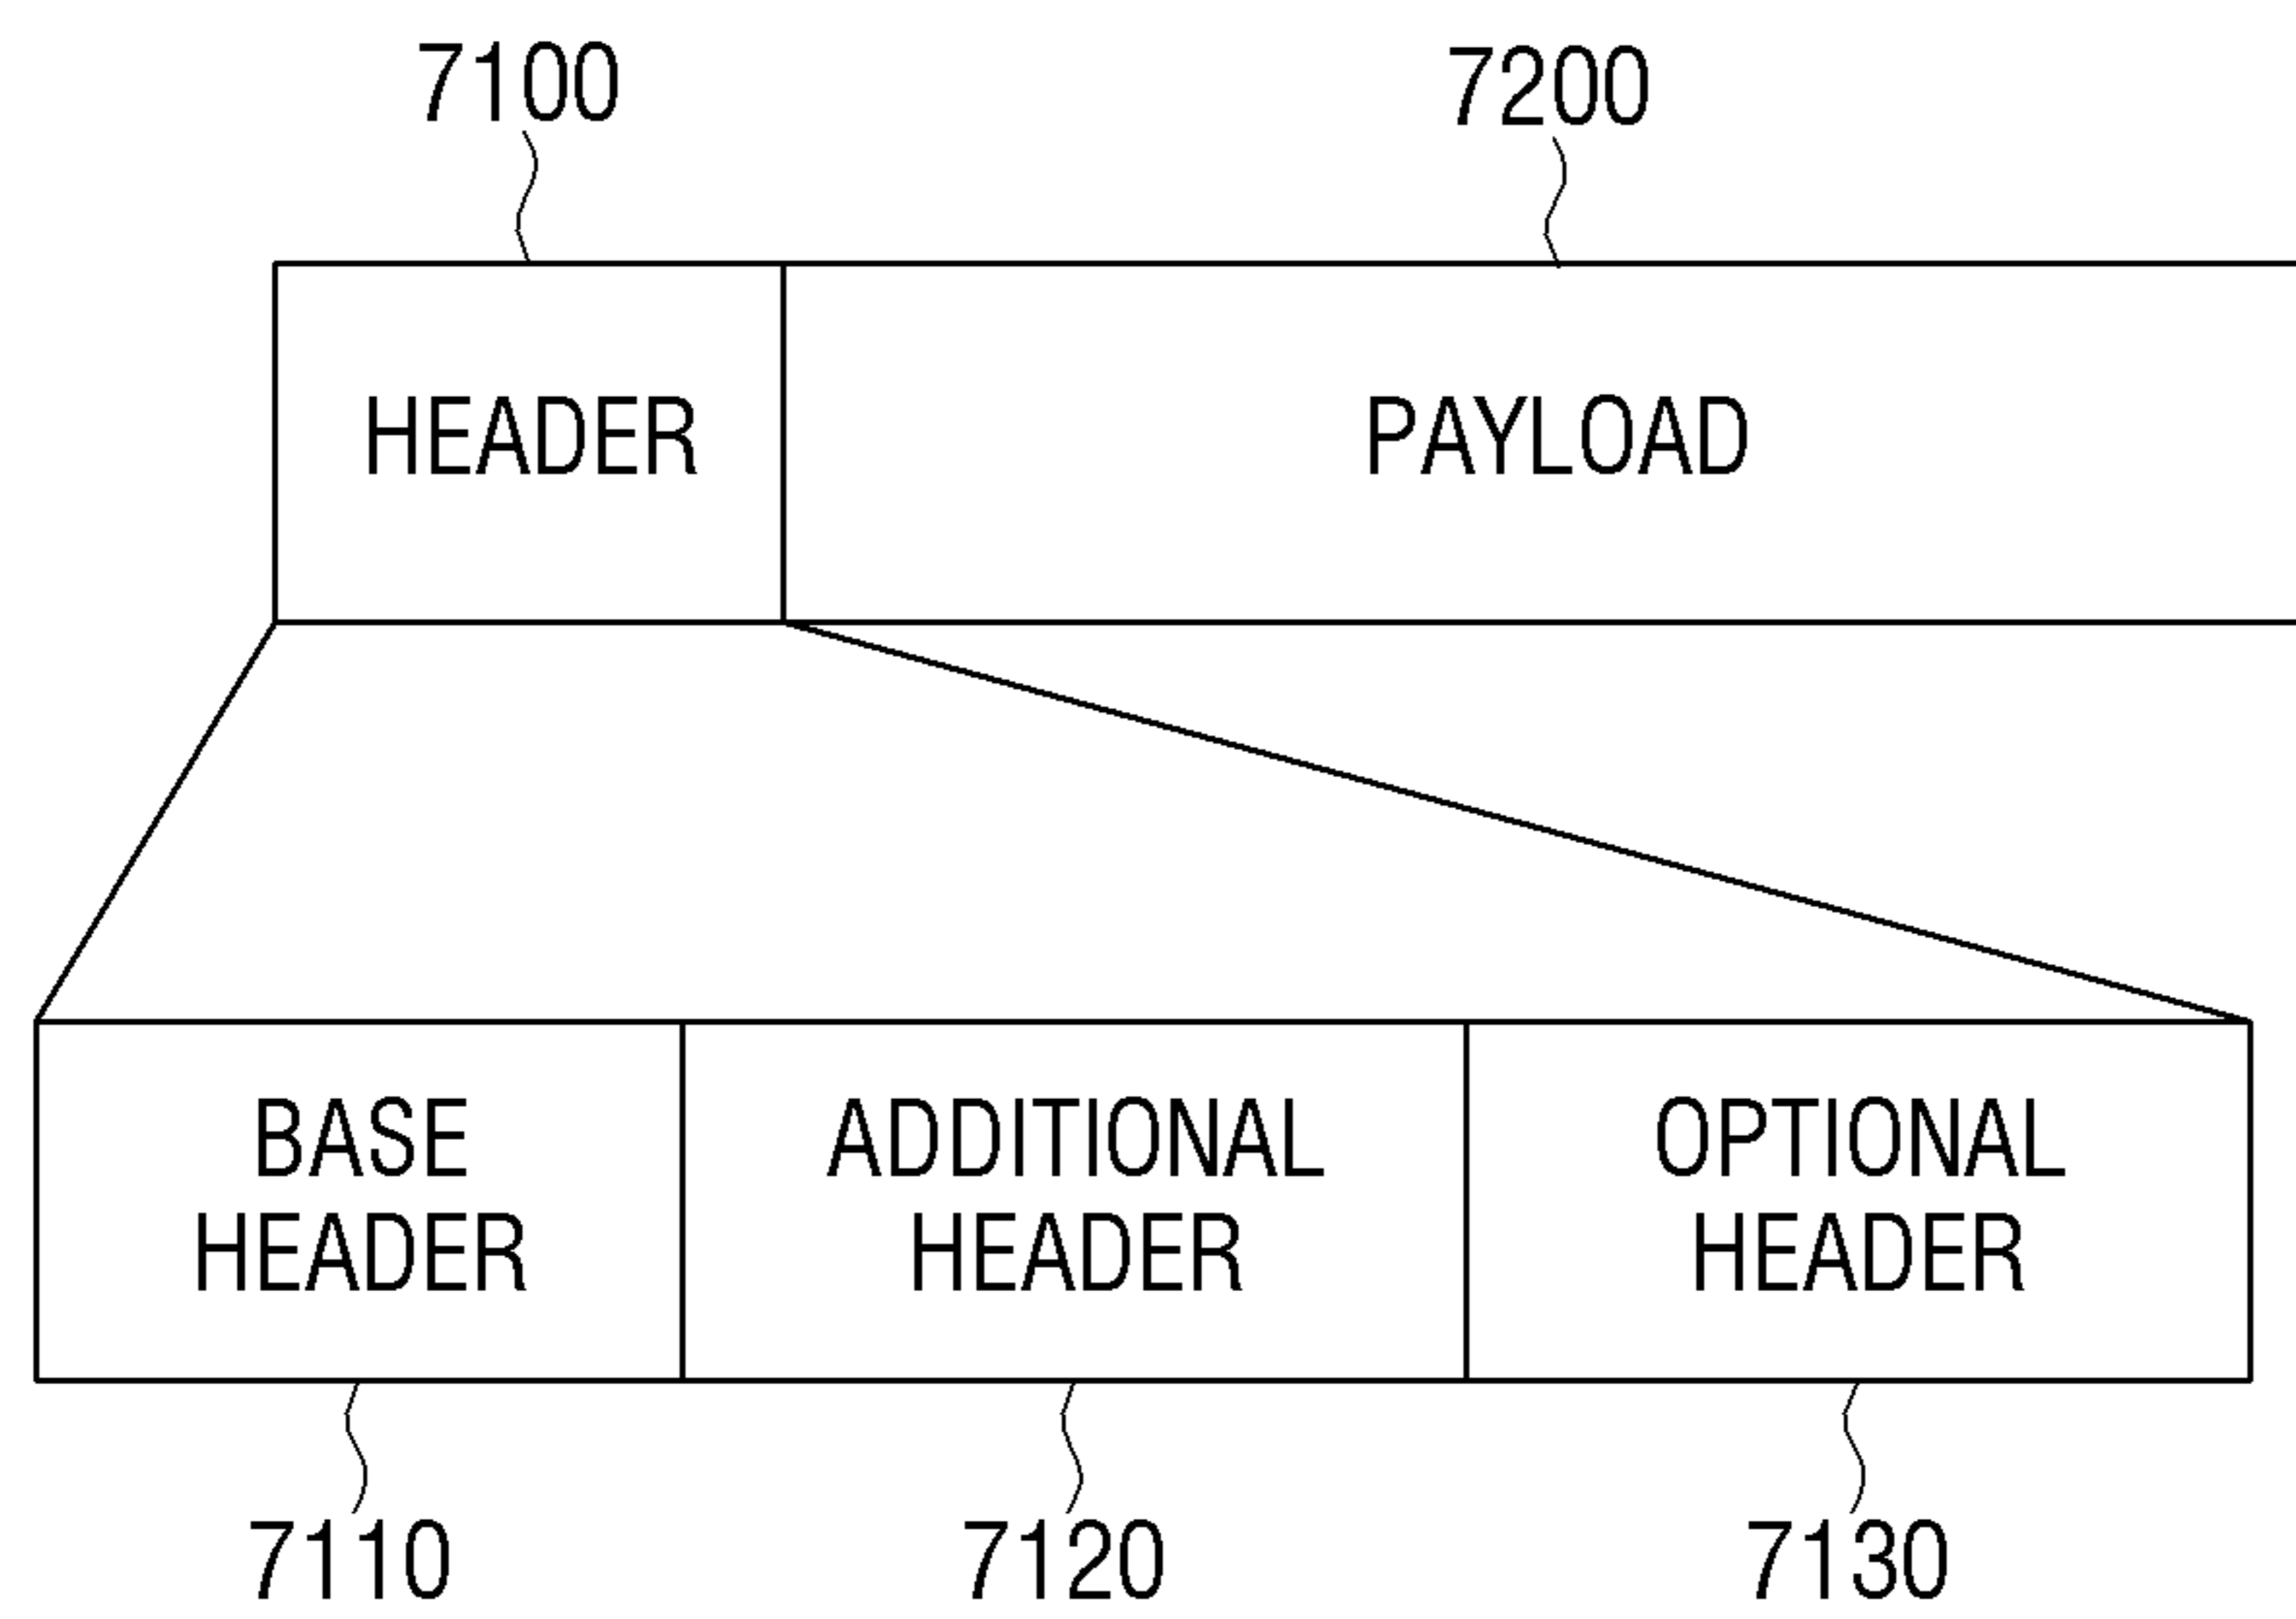 7100
7200
HEADER
PAYLOAD
BASE
HEADER
ADDITIONAL
HEADER
OPTIONAL
HEADER
7110
7120
7130